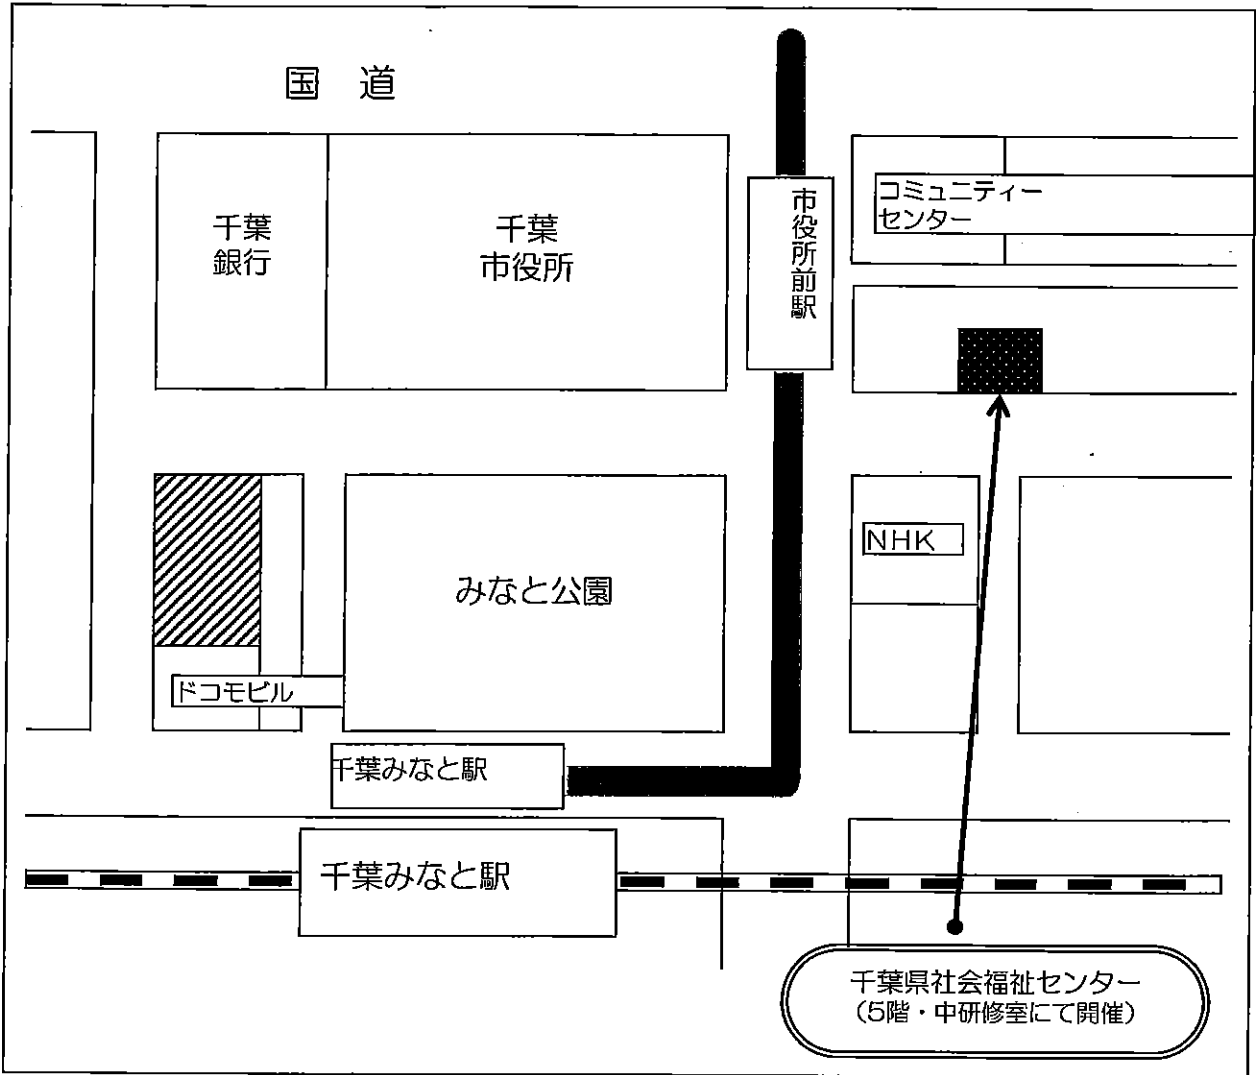 国 道
千葉
銀行
千葉
市役所
市役所前駅
コミュニティー
センター
NHK
みなと公園
ドコモビル
千葉みなと駅
千葉みなと駅
千葉県社会福祉センター
（5階・中研修室にて開催）